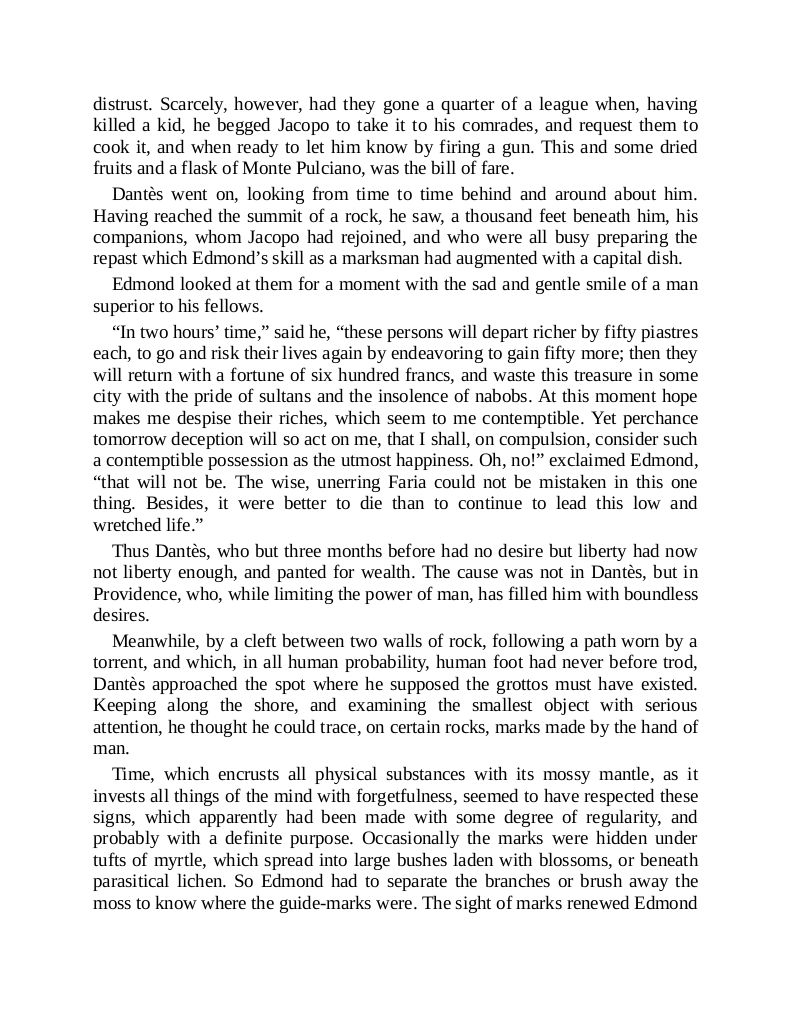 distrust. Scarcely, however, had they gone a quarter of a league when, having
killed a kid, he begged Jacopo to take it to his comrades, and request them to
cook it, and when ready to let him know by firing a gun. This and some dried
fruits and a flask of Monte Pulciano, was the bill of fare.
Dantès went on, looking from time to time behind and around about him.
Having reached the summit of a rock, he saw, a thousand feet beneath him, his
companions, whom Jacopo had rejoined, and who were all busy preparing the
repast which Edmond’s skill as a marksman had augmented with a capital dish.
Edmond looked at them for a moment with the sad and gentle smile of a man
superior to his fellows.
“In two hours’ time,” said he, “these persons will depart richer by fifty piastres
each, to go and risk their lives again by endeavoring to gain fifty more; then they
will return with a fortune of six hundred francs, and waste this treasure in some
city with the pride of sultans and the insolence of nabobs. At this moment hope
makes me despise their riches, which seem to me contemptible. Yet perchance
tomorrow deception will so act on me, that I shall, on compulsion, consider such
a contemptible possession as the utmost happiness. Oh, no!” exclaimed Edmond,
“that will not be. The wise, unerring Faria could not be mistaken in this one
thing. Besides, it were better to die than to continue to lead this low and
wretched life.”
Thus Dantès, who but three months before had no desire but liberty had now
not liberty enough, and panted for wealth. The cause was not in Dantès, but in
Providence, who, while limiting the power of man, has filled him with boundless
desires.
Meanwhile, by a cleft between two walls of rock, following a path worn by a
torrent, and which, in all human probability, human foot had never before trod,
Dantès approached the spot where he supposed the grottos must have existed.
Keeping along the shore, and examining the smallest object with serious
attention, he thought he could trace, on certain rocks, marks made by the hand of
man.
Time, which encrusts all physical substances with its mossy mantle, as it
invests all things of the mind with forgetfulness, seemed to have respected these
signs, which apparently had been made with some degree of regularity, and
probably with a definite purpose. Occasionally the marks were hidden under
tufts of myrtle, which spread into large bushes laden with blossoms, or beneath
parasitical lichen. So Edmond had to separate the branches or brush away the
moss to know where the guide-marks were. The sight of marks renewed Edmond